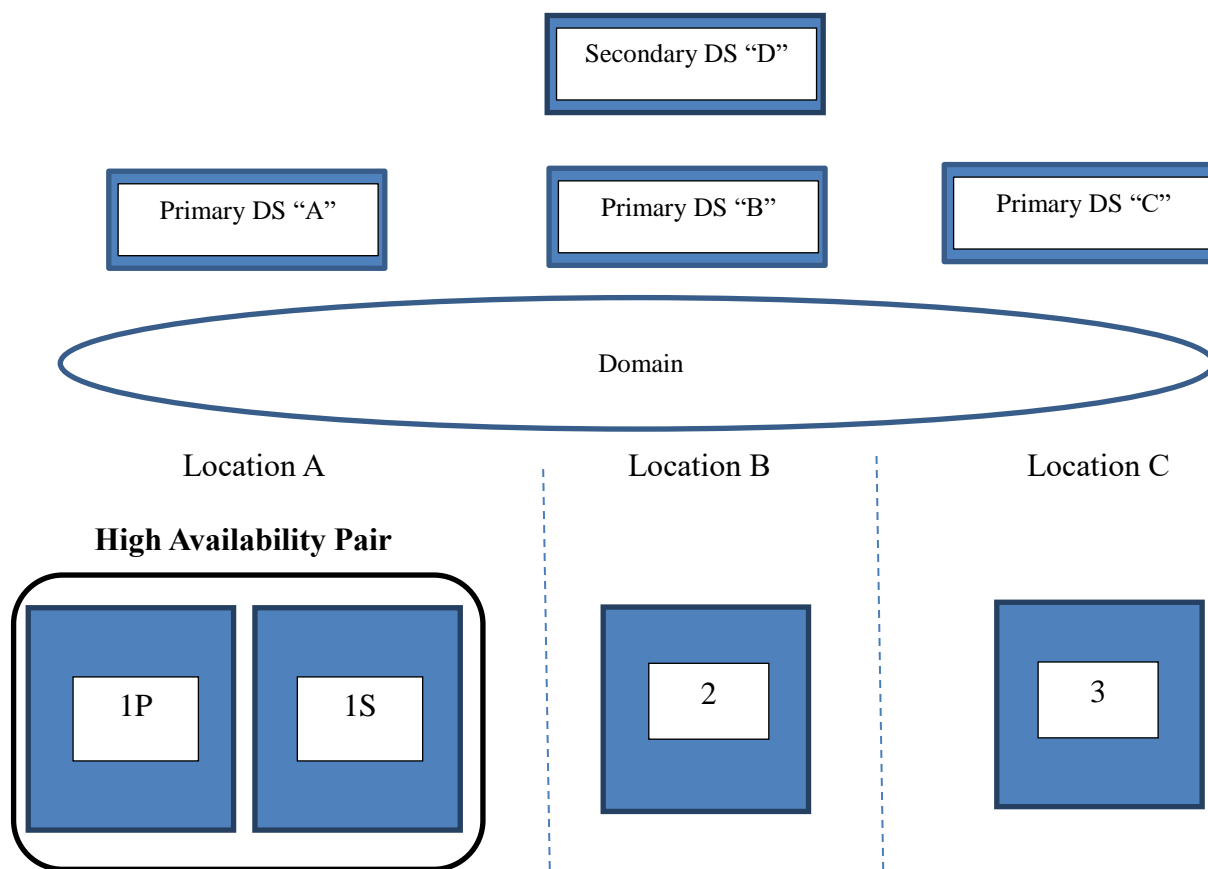 Secondary DS “D”
Primary DS “A”
Primary DS “B”
Primary DS “C”
Domain
Location A
Location B
Location C
High Availability Pair
1P
1S
2
3